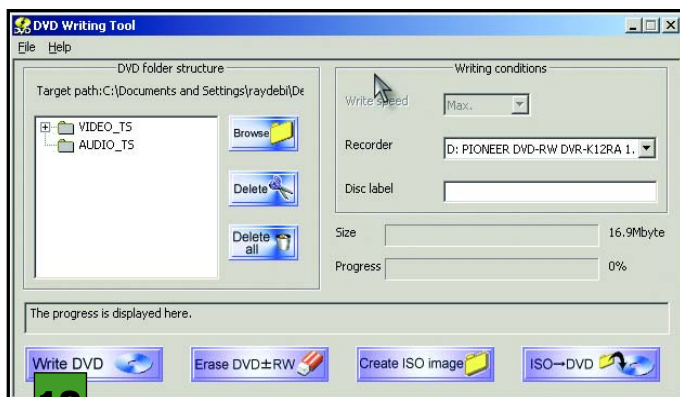 DVD Writing Tool
File Help
DVD folder structure
Target path:C:\Documents and Settings\raydebi\De
VIDEO_TS
AUDIO_TS
Browse
Delete
Delete
all
Writing conditions
Write speed
Max.
Recorder
D: PIONEER DVD-RW DVR-K12RA 1.
Disc label
Size
16.9Mbyte
Progress
0%
The progress is displayed here.
Write DVD
Erase DVD±RW
Create ISO image
ISO→DVD